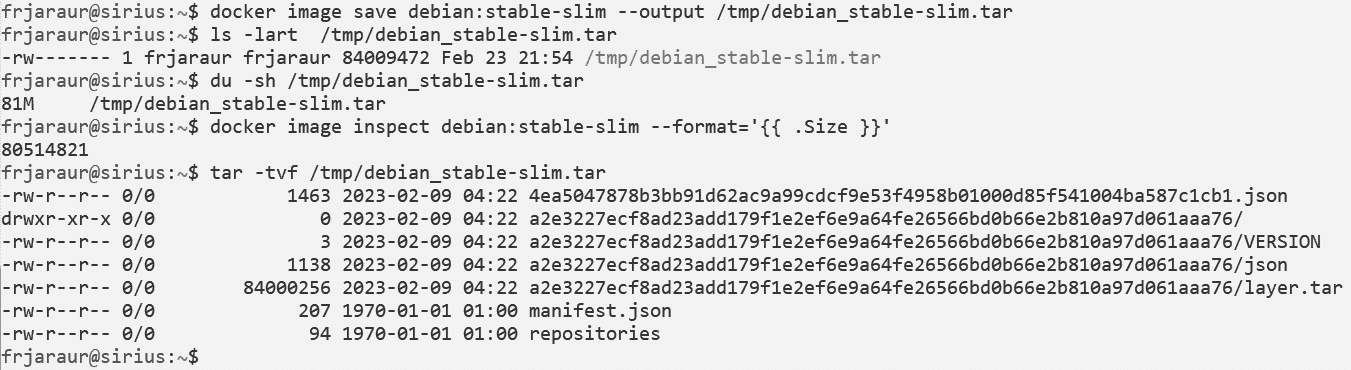 frjaraur@sirius:~$ docker image save debian:stable-slim --output /tmp/debian_stable-slim.tar
frjaraur@sirius:~$ ls -lart  /tmp/debian_stable-slim.tar
-rw------- 1 frjaraur frjaraur 84009472 Feb 23 21:54 /tmp/debian_stable-slim.tar
frjaraur@sirius:~$ du -sh /tmp/debian_stable-slim.tar
81M     /tmp/debian_stable-slim.tar
frjaraur@sirius:~$ docker image inspect debian:stable-slim --format='{{ .Size }}'
80514821
frjaraur@sirius:~$ tar -tvf /tmp/debian_stable-slim.tar
-rw-r--r-- 0/0            1463 2023-02-09 04:22 4ea5047878b3bb91d62ac9a99cdcf9e53f4958b01000d85f541004ba587c1cb1.json
drwxr-xr-x 0/0               0 2023-02-09 04:22 a2e3227ecf8ad23add179f1e2ef6e9a64fe26566bd0b66e2b810a97d061aaa76/
-rw-r--r-- 0/0               3 2023-02-09 04:22 a2e3227ecf8ad23add179f1e2ef6e9a64fe26566bd0b66e2b810a97d061aaa76/VERSION
-rw-r--r-- 0/0            1138 2023-02-09 04:22 a2e3227ecf8ad23add179f1e2ef6e9a64fe26566bd0b66e2b810a97d061aaa76/json
-rw-r--r-- 0/0        84000256 2023-02-09 04:22 a2e3227ecf8ad23add179f1e2ef6e9a64fe26566bd0b66e2b810a97d061aaa76/layer.tar
-rw-r--r-- 0/0             207 1970-01-01 01:00 manifest.json
-rw-r--r-- 0/0              94 1970-01-01 01:00 repositories
frjaraur@sirius:~$